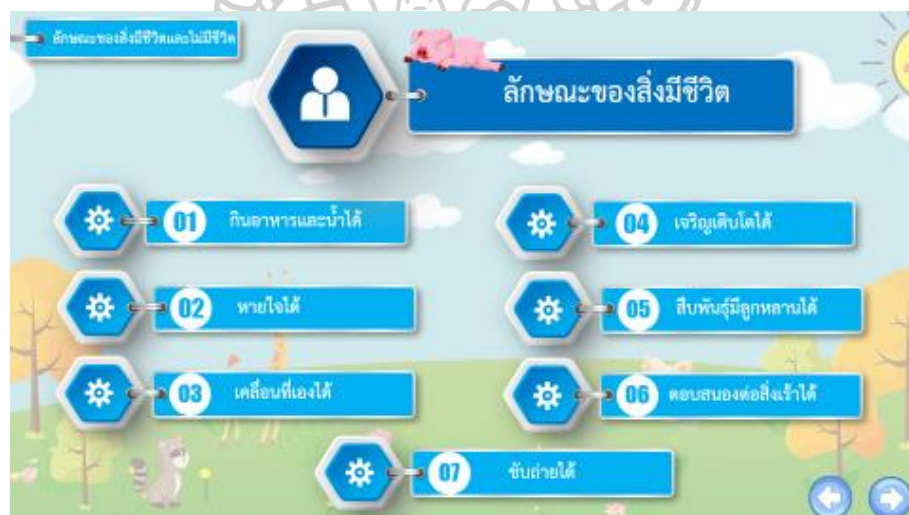 ลักษณะของสิ่งมีชีวิตและไม่มีชีวิต
ลักษณะของสิ่งมีชีวิต
01 กินอาหารและน้ำได้
02 หายใจได้
03 เคลื่อนที่เองได้
04 เจริญเติบโตได้
05 สืบพันธุ์มีลูกหลานได้
06 ตอบสนองต่อสิ่งเร้าได้
07 ขับถ่ายได้